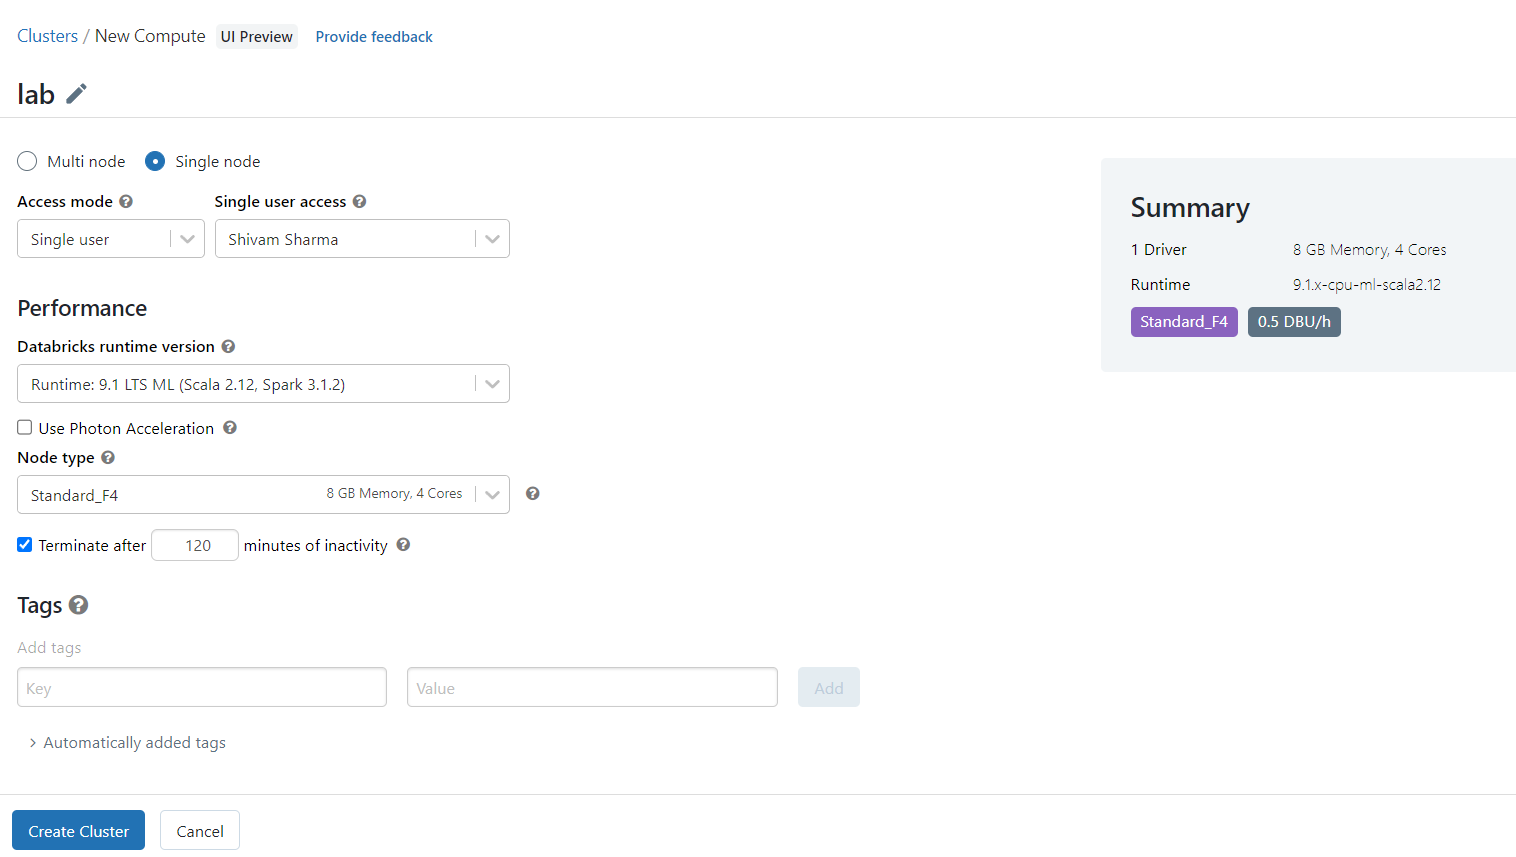 Clusters / New Compute UI Preview Provide feedback
lab
Multi node Single node
Access mode Single user access
Single user Shivam Sharma
Performance
Databricks runtime version
Runtime: 9.1 LTS ML (Scala 2.12, Spark 3.1.2)
Use Photon Acceleration
Node type
Standard_F4 8 GB Memory, 4 Cores
Terminate after 120 minutes of inactivity
Tags
Add tags
Key Value Add
Automatically added tags
Create Cluster Cancel
Summary
1 Driver 8 GB Memory, 4 Cores
Runtime 9.1.x-cpu-ml-scala2.12
Standard_F4 0.5 DBU/h